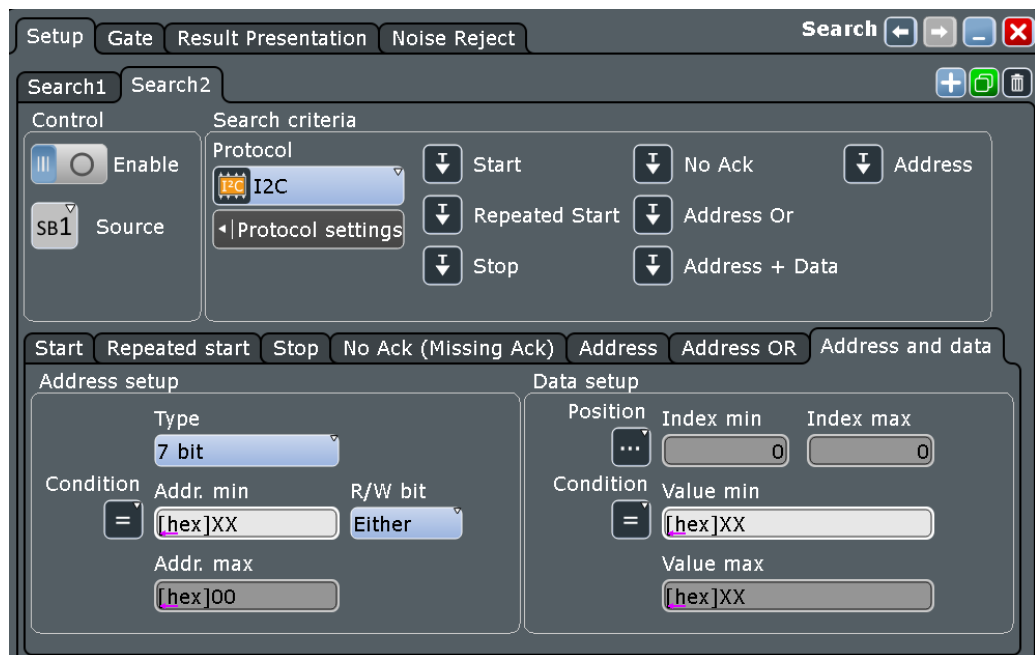 Setup Gate Result Presentation Noise Reject Search
Search1 Search2
Control Search criteria
Enable
SB1 Source
Protocol
I²C I2C
Protocol settings
T Start T No Ack T Address
T Repeated Start T Address Or
T Stop T Address + Data
Start Repeated start Stop No Ack (Missing Ack) Address Address OR Address and data
Address setup
Type
7 bit
Condition Addr. min R/W bit
= [hex]XX Either
Addr. max
[hex]00
Data setup
Position Index min Index max
... 0 0
Condition Value min
= [hex]XX
Value max
[hex]XX